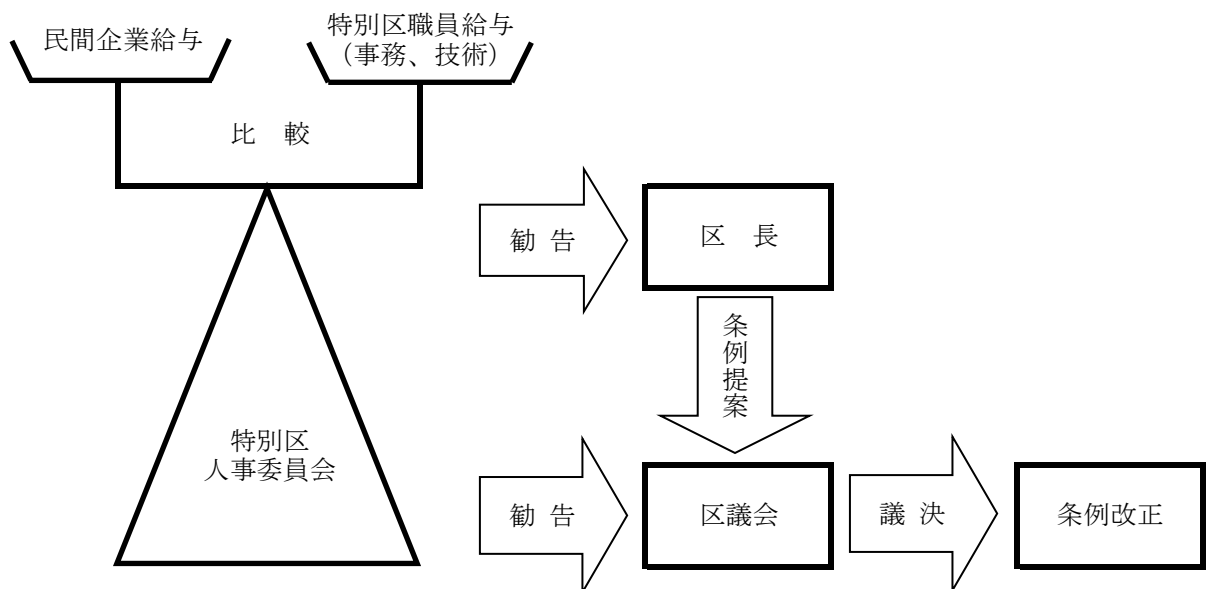 民間企業給与
特別区職員給与
（事務、技術）
比 較
勧 告
区 長
条例提案
特別区
人事委員会
勧 告
区議会
議 決
条例改正